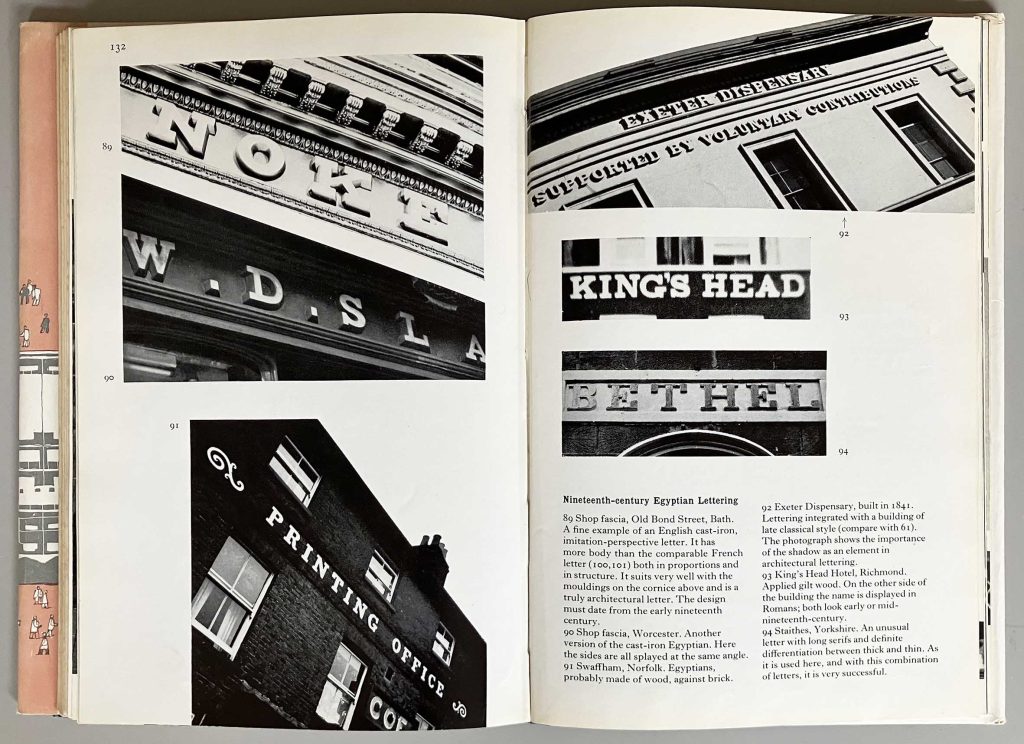 132
89
NOKE
W. D. SLA
90
91
PRINTING OFFICE
EXETER DISPENSARY
SUPPORTED BY VOLUNTARY CONTRIBUTIONS
92
KING'S HEAD
93
BETHEL
94
Nineteenth-century Egyptian Lettering
89 Shop fascia, Old Bond Street, Bath.
A fine example of an English cast-iron,
imitation-perspective letter. It has
more body than the comparable French
letter (100,101) both in proportions and
in structure. It suits very well with the
mouldings on the cornice above and is a
truly architectural letter. The design
must date from the early nineteenth
century.
90 Shop fascia, Worcester. Another
version of the cast-iron Egyptian. Here
the sides are all splayed at the same angle.
91 Swaffham, Norfolk. Egyptians,
probably made of wood, against brick.
92 Exeter Dispensary, built in 1841.
Lettering integrated with a building of
late classical style (compare with 61).
The photograph shows the importance
of the shadow as an element in
architectural lettering.
93 King's Head Hotel, Richmond.
Applied gilt wood. On the other side of
the building the name is displayed in
Romans; both look early or mid-
nineteenth-century.
94 Staithes, Yorkshire. An unusual
letter with long serifs and definite
differentiation between thick and thin. As
it is used here, and with this combination
of letters, it is very successful.